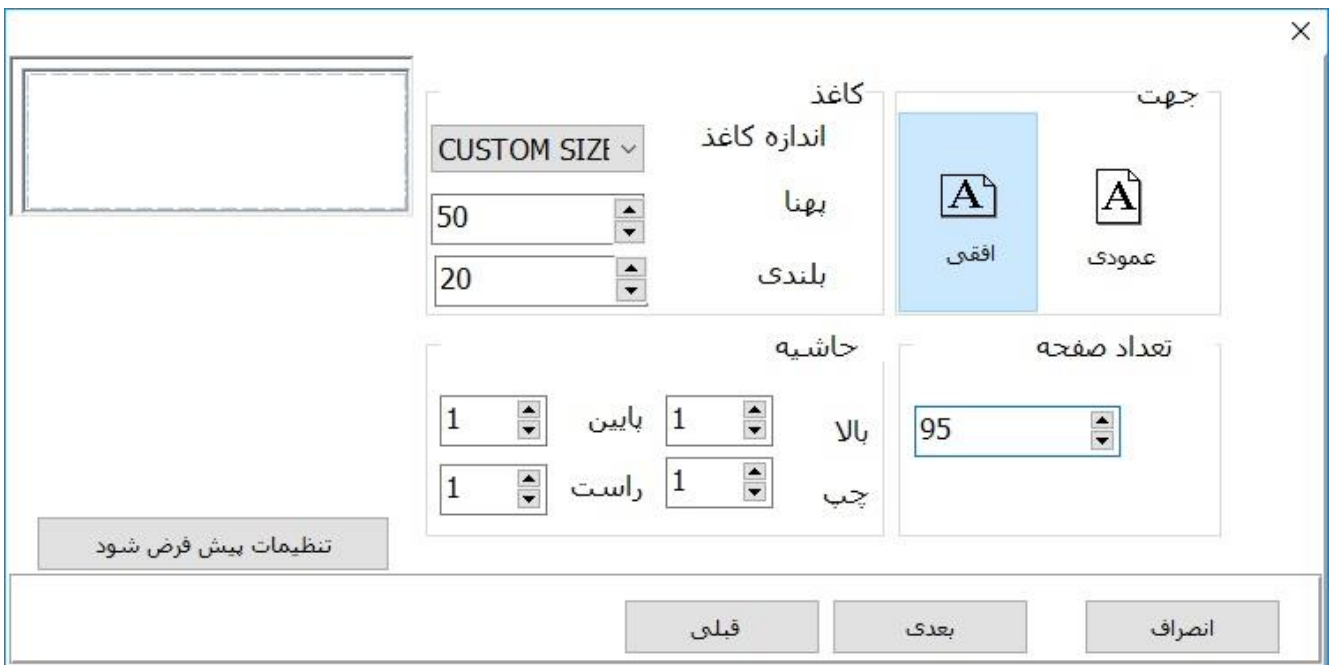 جهت
عمودی
افقی
کاغذ
اندازه کاغذ
CUSTOM SIZE
پهنا
50
بلندی
20
تعداد صفحه
95
حاشیه
بالا 1
پایین 1
چپ 1
راست 1
تنظیمات پیش فرض شود
انصراف
بعدی
قبلی